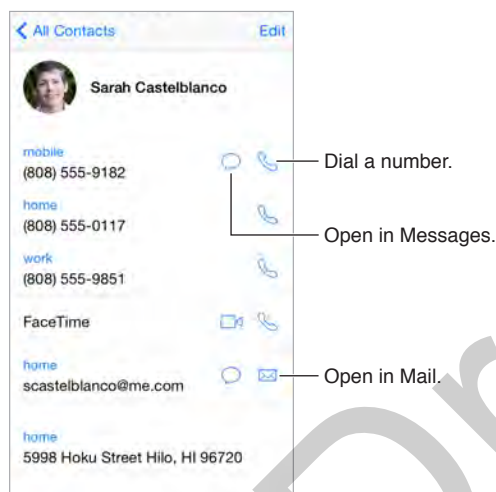 All Contacts Edit
Sarah Castelblanco
mobile
(808) 555-9182
Dial a number.
home
(808) 555-0117
Open in Messages.
work
(808) 555-9851
FaceTime
home
scastelblanco@me.com
Open in Mail.
home
5998 Hoku Street Hilo, HI 96720